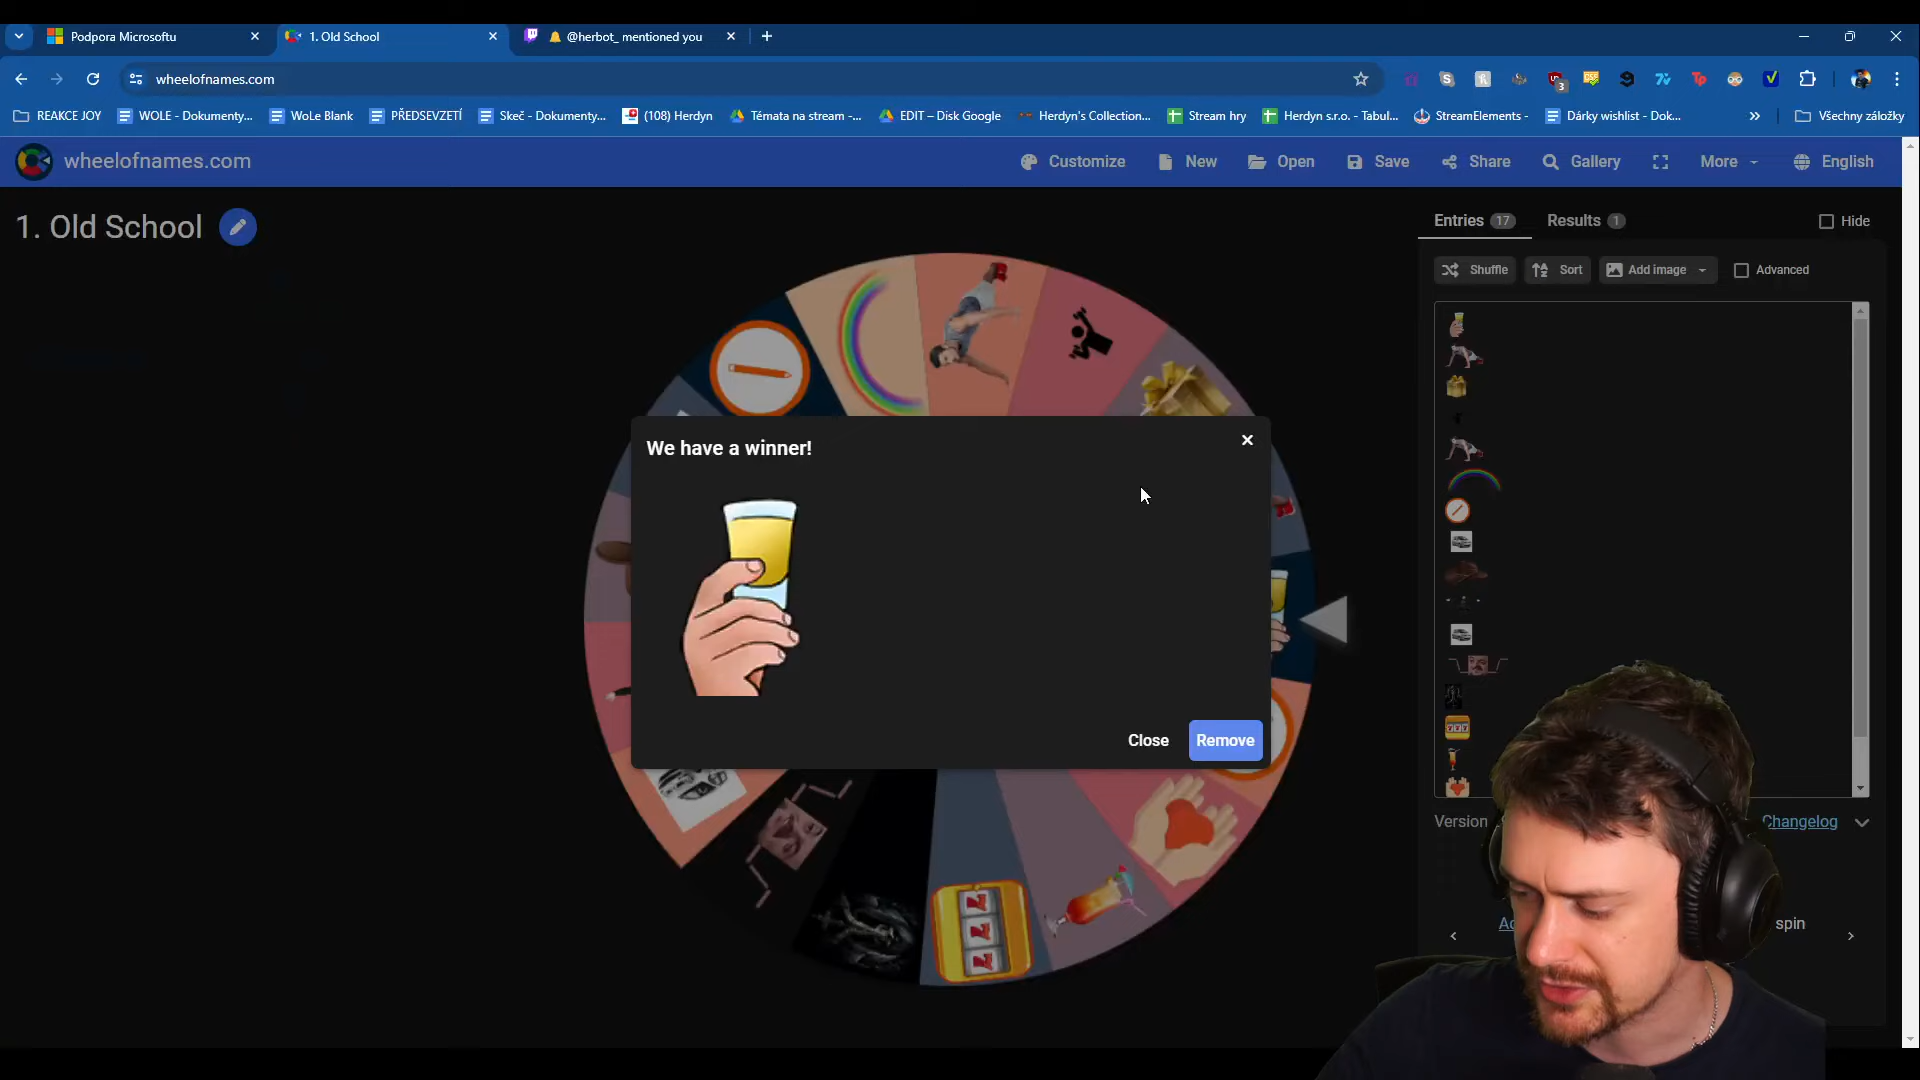 Podpora Microsoftu
1. Old School
@herbot_ mentioned you
wheelofnames.com
REAKCE JOY
WOLE - Dokumenty...
WoLe Blank
PŘEDSEVZETÍ
Skeč - Dokumenty...
(108) Herdyn
Témata na stream -...
EDIT – Disk Google
Herdyn's Collection...
Stream hry
Herdyn s.r.o. - Tabul...
StreamElements -
Dárky wishlist - Dok...
Všechny záložky
wheelofnames.com
Customize
New
Open
Save
Share
Gallery
More
English
1. Old School
Entries 17
Results 1
Hide
Shuffle
Sort
Add image
Advanced
We have a winner!
Close
Remove
777
Version
Changelog
spin